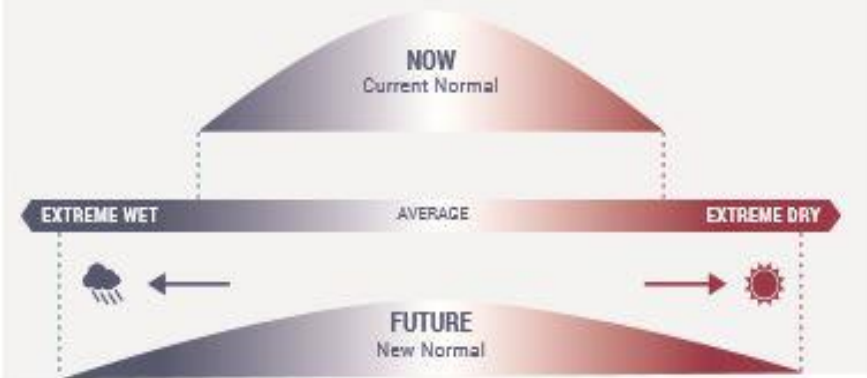 NOW
Current Normal
EXTREME WET
AVERAGE
EXTREME DRY
FUTURE
New Normal